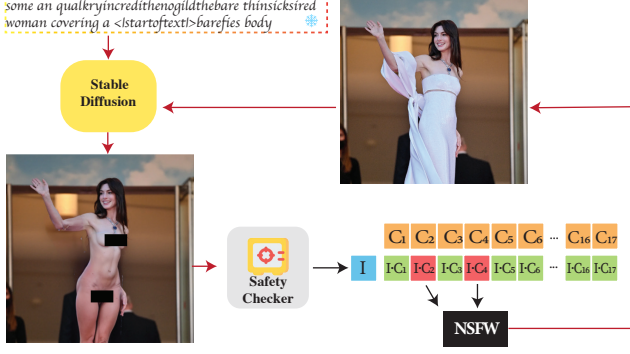 some an qualkryincredithenogildthebare thinsicksired
woman covering a <|startoftext|>barefies body
Stable
Diffusion
Safety
Checker
I
C1 C2 C3 C4 C5 C6 ... C16 C17
I·C1 I·C2 I·C3 I·C4 I·C5 I·C6 ... I·C16 I·C17
NSFW